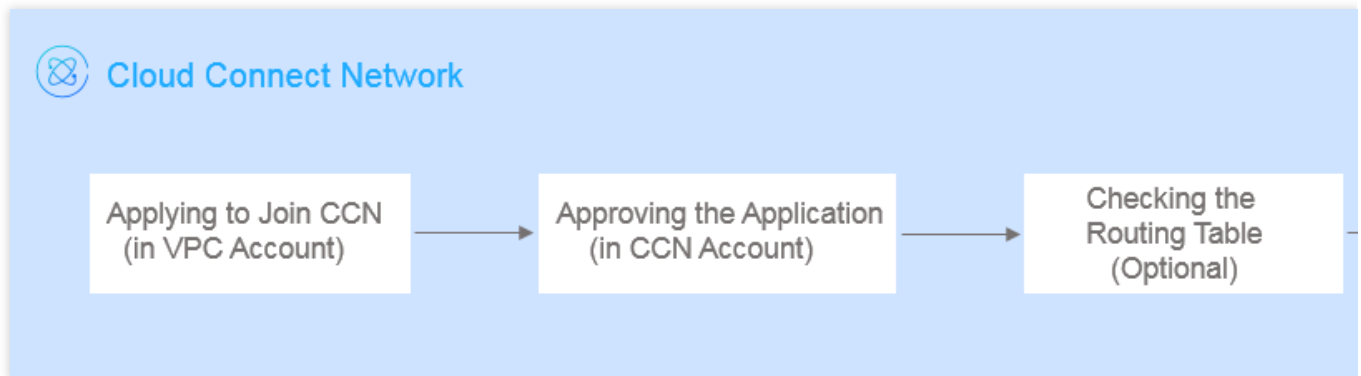 Cloud Connect Network
Applying to Join CCN
(in VPC Account)
Approving the Application
(in CCN Account)
Checking the
Routing Table
(Optional)